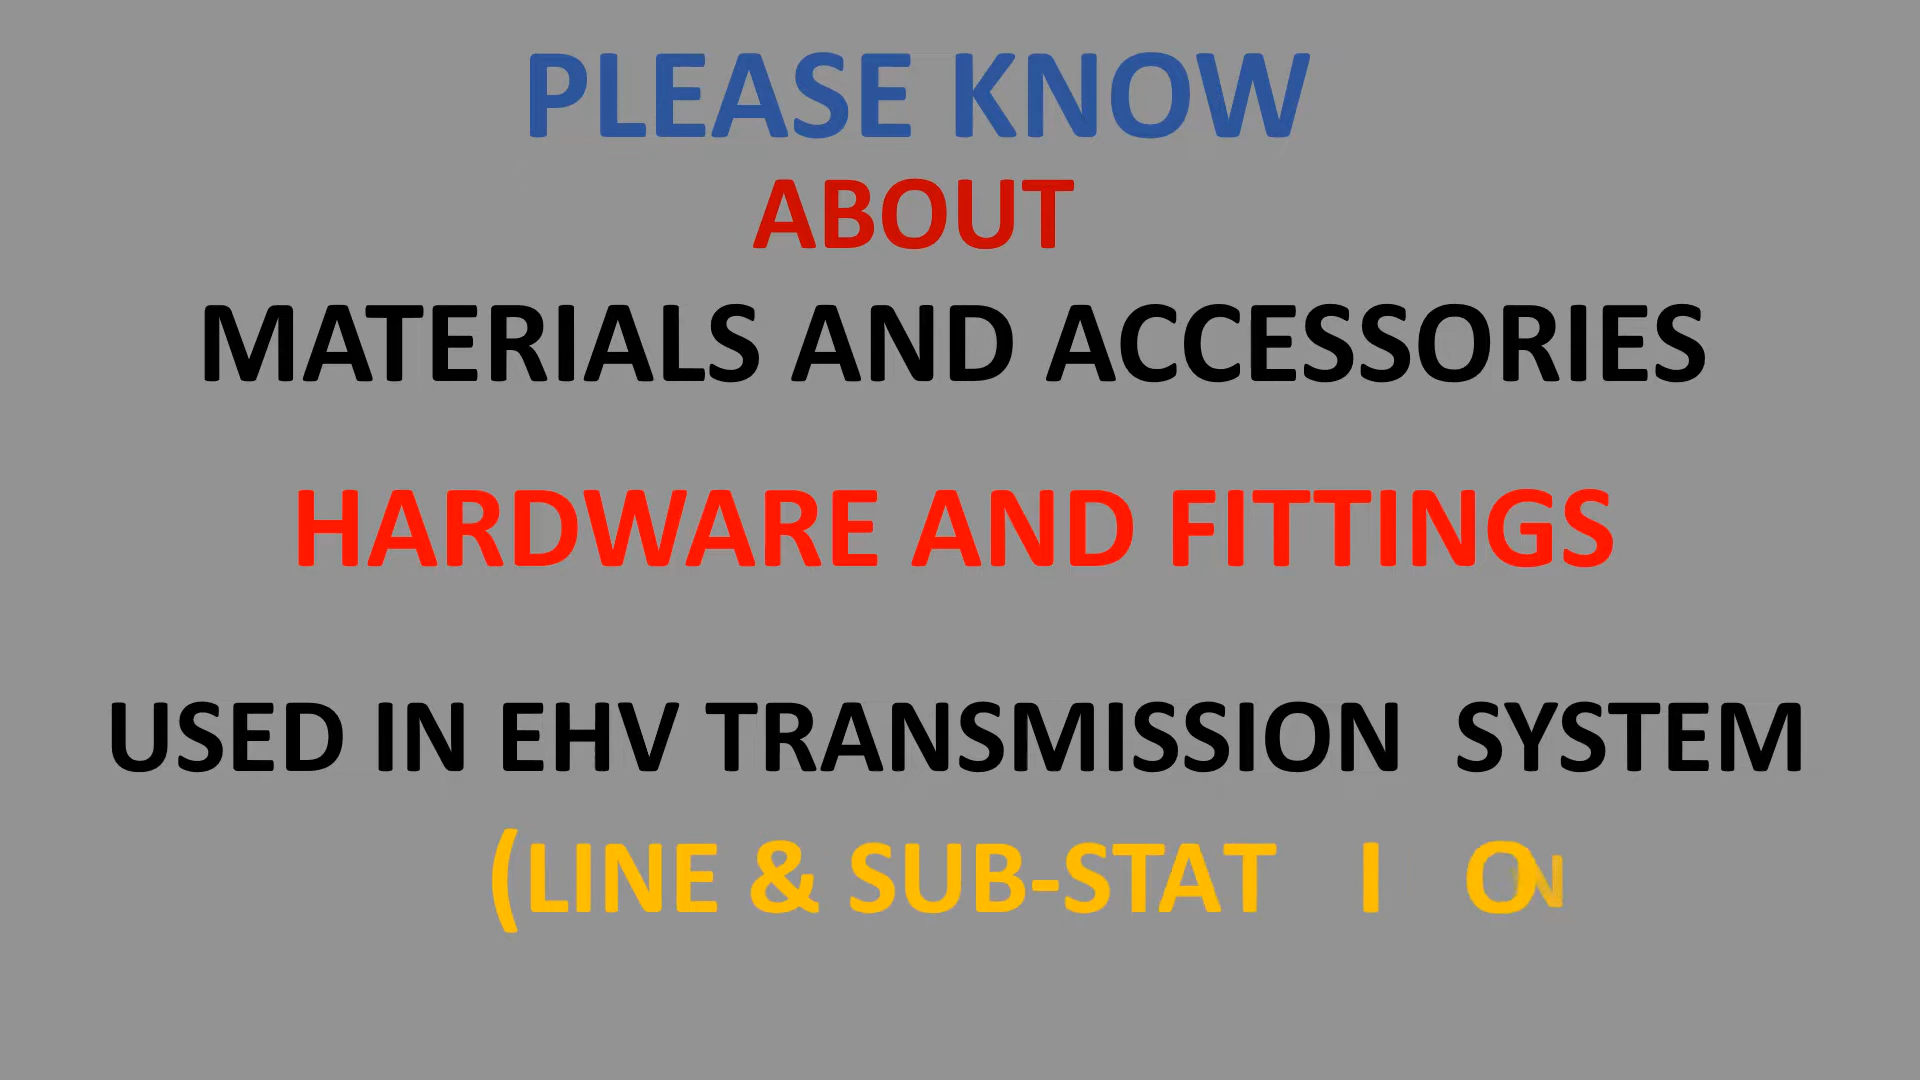 PLEASE KNOW
ABOUT
MATERIALS AND ACCESSORIES
HARDWARE AND FITTINGS
USED IN EHV TRANSMISSION SYSTEM
(LINE & SUB-STAT I ON